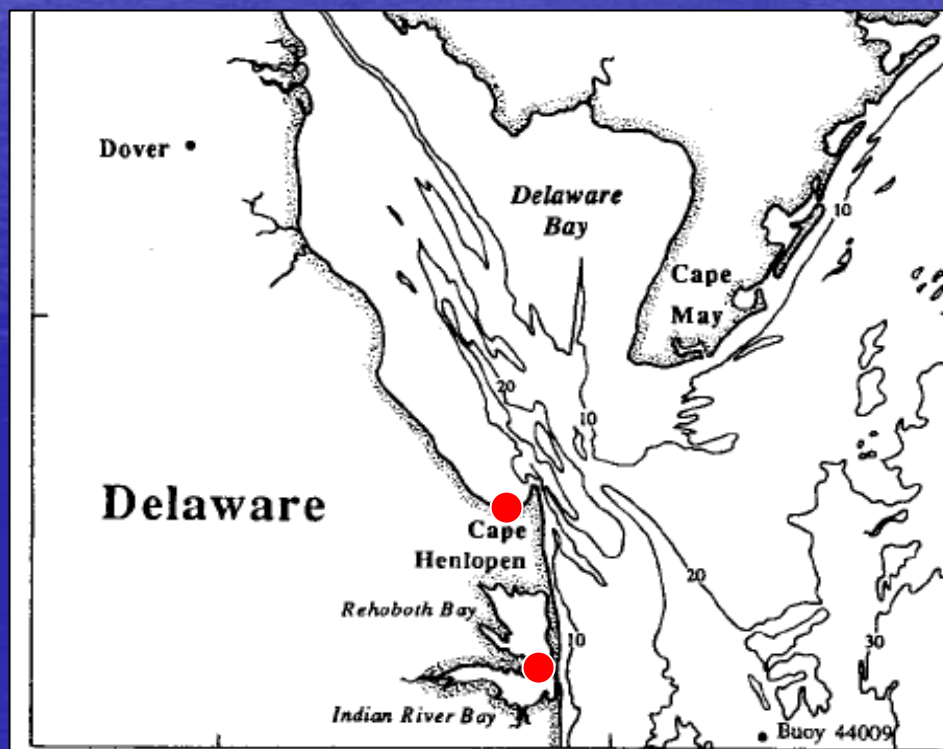 Dover
Delaware
Bay
10
Cape
May
20
10
Delaware
Cape
Henlopen
20
Rehoboth Bay
10
30
Indian River Bay
Buoy 44009